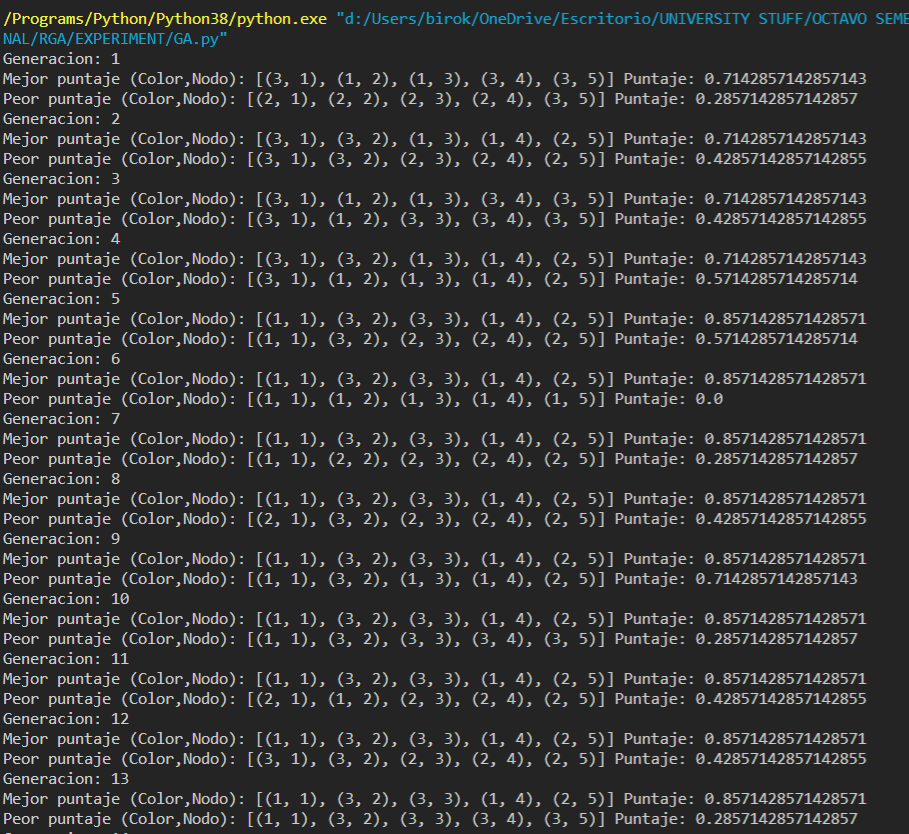 /Programs/Python/Python38/python.exe "d:/Users/birok/OneDrive/Escritorio/UNIVERSITY STUFF/OCTAVO SEME
NAL/RGA/EXPERIMENT/GA.py"
Generacion: 1
Mejor puntaje (Color,Nodo): [(3, 1), (1, 2), (1, 3), (3, 4), (3, 5)] Puntaje: 0.7142857142857143
Peor puntaje (Color,Nodo): [(2, 1), (2, 2), (2, 3), (2, 4), (3, 5)] Puntaje: 0.2857142857142857
Generacion: 2
Mejor puntaje (Color,Nodo): [(3, 1), (3, 2), (1, 3), (1, 4), (2, 5)] Puntaje: 0.7142857142857143
Peor puntaje (Color,Nodo): [(3, 1), (3, 2), (2, 3), (2, 4), (2, 5)] Puntaje: 0.42857142857142855
Generacion: 3
Mejor puntaje (Color,Nodo): [(3, 1), (1, 2), (1, 3), (3, 4), (3, 5)] Puntaje: 0.7142857142857143
Peor puntaje (Color,Nodo): [(3, 1), (1, 2), (3, 3), (3, 4), (3, 5)] Puntaje: 0.42857142857142855
Generacion: 4
Mejor puntaje (Color,Nodo): [(3, 1), (3, 2), (1, 3), (1, 4), (2, 5)] Puntaje: 0.7142857142857143
Peor puntaje (Color,Nodo): [(3, 1), (1, 2), (1, 3), (1, 4), (2, 5)] Puntaje: 0.5714285714285714
Generacion: 5
Mejor puntaje (Color,Nodo): [(1, 1), (3, 2), (3, 3), (1, 4), (2, 5)] Puntaje: 0.8571428571428571
Peor puntaje (Color,Nodo): [(1, 1), (3, 2), (2, 3), (2, 4), (2, 5)] Puntaje: 0.5714285714285714
Generacion: 6
Mejor puntaje (Color,Nodo): [(1, 1), (3, 2), (3, 3), (1, 4), (2, 5)] Puntaje: 0.8571428571428571
Peor puntaje (Color,Nodo): [(1, 1), (1, 2), (1, 3), (1, 4), (1, 5)] Puntaje: 0.0
Generacion: 7
Mejor puntaje (Color,Nodo): [(1, 1), (3, 2), (3, 3), (1, 4), (2, 5)] Puntaje: 0.8571428571428571
Peor puntaje (Color,Nodo): [(1, 1), (2, 2), (2, 3), (2, 4), (2, 5)] Puntaje: 0.2857142857142857
Generacion: 8
Mejor puntaje (Color,Nodo): [(1, 1), (3, 2), (3, 3), (1, 4), (2, 5)] Puntaje: 0.8571428571428571
Peor puntaje (Color,Nodo): [(2, 1), (3, 2), (2, 3), (2, 4), (2, 5)] Puntaje: 0.42857142857142855
Generacion: 9
Mejor puntaje (Color,Nodo): [(1, 1), (3, 2), (3, 3), (1, 4), (2, 5)] Puntaje: 0.8571428571428571
Peor puntaje (Color,Nodo): [(1, 1), (3, 2), (1, 3), (1, 4), (2, 5)] Puntaje: 0.7142857142857143
Generacion: 10
Mejor puntaje (Color,Nodo): [(1, 1), (3, 2), (3, 3), (1, 4), (2, 5)] Puntaje: 0.8571428571428571
Peor puntaje (Color,Nodo): [(1, 1), (3, 2), (3, 3), (3, 4), (3, 5)] Puntaje: 0.2857142857142857
Generacion: 11
Mejor puntaje (Color,Nodo): [(1, 1), (3, 2), (3, 3), (1, 4), (2, 5)] Puntaje: 0.8571428571428571
Peor puntaje (Color,Nodo): [(2, 1), (1, 2), (2, 3), (2, 4), (2, 5)] Puntaje: 0.42857142857142855
Generacion: 12
Mejor puntaje (Color,Nodo): [(1, 1), (3, 2), (3, 3), (1, 4), (2, 5)] Puntaje: 0.8571428571428571
Peor puntaje (Color,Nodo): [(3, 1), (3, 2), (2, 3), (2, 4), (2, 5)] Puntaje: 0.42857142857142855
Generacion: 13
Mejor puntaje (Color,Nodo): [(1, 1), (3, 2), (3, 3), (1, 4), (2, 5)] Puntaje: 0.8571428571428571
Peor puntaje (Color,Nodo): [(1, 1), (3, 2), (3, 3), (3, 4), (3, 5)] Puntaje: 0.2857142857142857